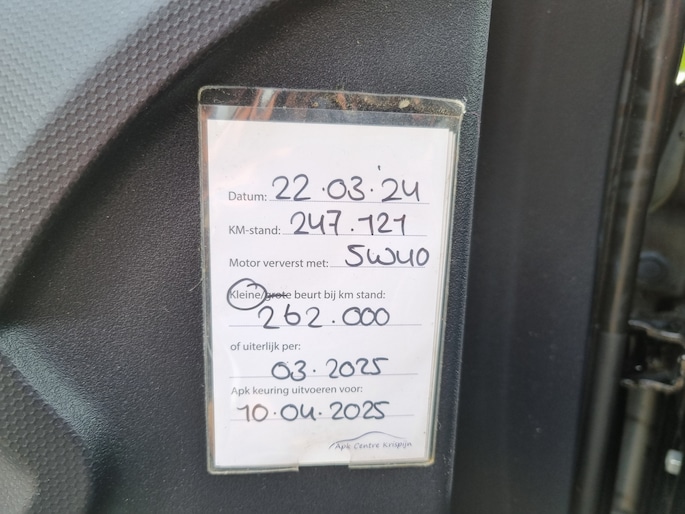 Datum: 22.03.'24
KM-stand: 247.121
Motor ververst met: 5W40
Kleine/grote beurt bij km stand:
262.000
of uiterlijk per:
03.2025
Apk keuring uitvoeren voor:
10.04.2025
Apk Centre Krispijn